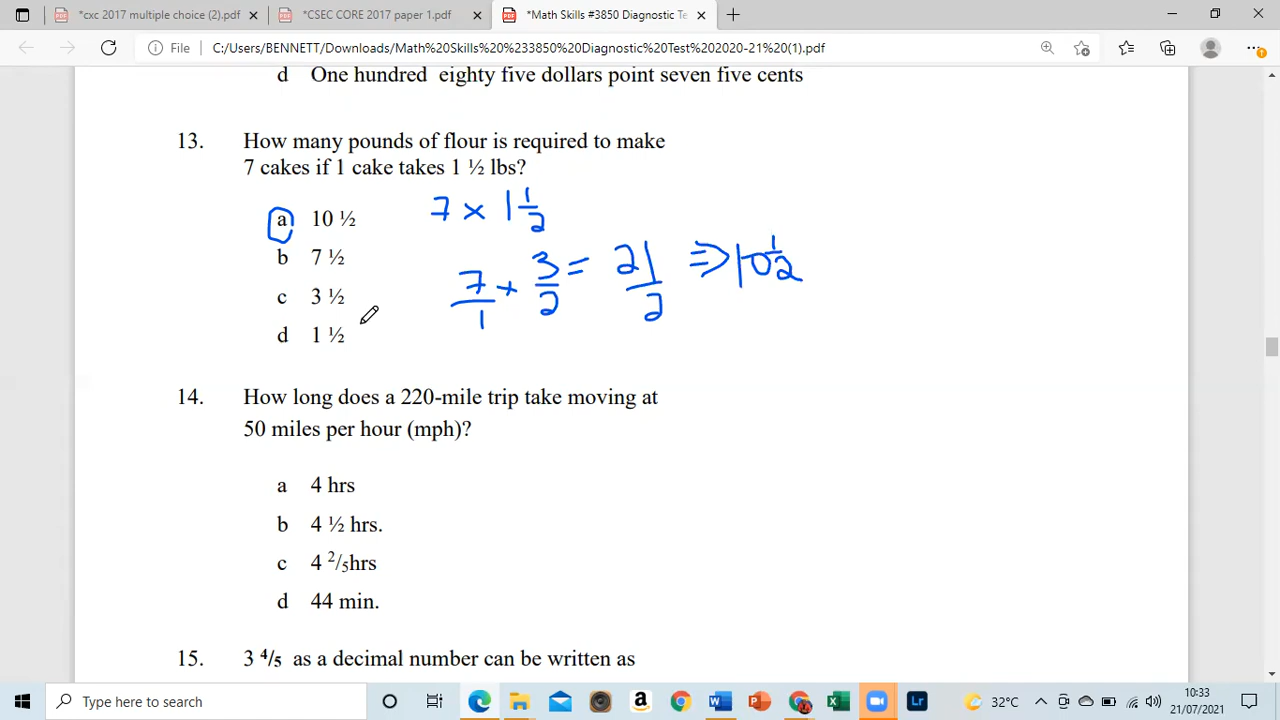 *cxc 2017 multiple choice (2).pdf
*CSEC CORE 2017 paper 1.pdf
*Math Skills #3850 Diagnostic Te
File C:/Users/BENNETT/Downloads/Math%20Skills%20%233850%20Diagnostic%20Test%202020-21%20(1).pdf
d One hundred eighty five dollars point seven five cents
13. How many pounds of flour is required to make
7 cakes if 1 cake takes 1 ½ lbs?
a 10 ½
b 7 ½
c 3 ½
d 1 ½
7 × 1 1/2
7/1 × 3/2 = 21/2 ⇒ 10 1/2
14. How long does a 220-mile trip take moving at
50 miles per hour (mph)?
a 4 hrs
b 4 ½ hrs.
c 4 2/5hrs
d 44 min.
15. 3 4/5 as a decimal number can be written as
Type here to search
32°C
10:33
21/07/2021